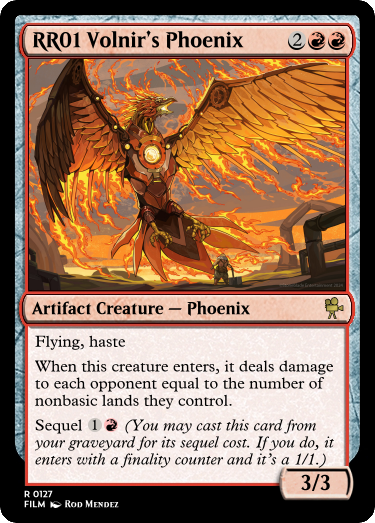 RR01 Volnir's Phoenix 2
Artifact Creature — Phoenix
Flying, haste
When this creature enters, it deals damage
to each opponent equal to the number of
nonbasic lands they control.
Sequel 1 (You may cast this card from
your graveyard for its sequel cost. If you do, it
enters with a finality counter and it's a 1/1.)
3/3
R 0127
FILM Rod Mendez